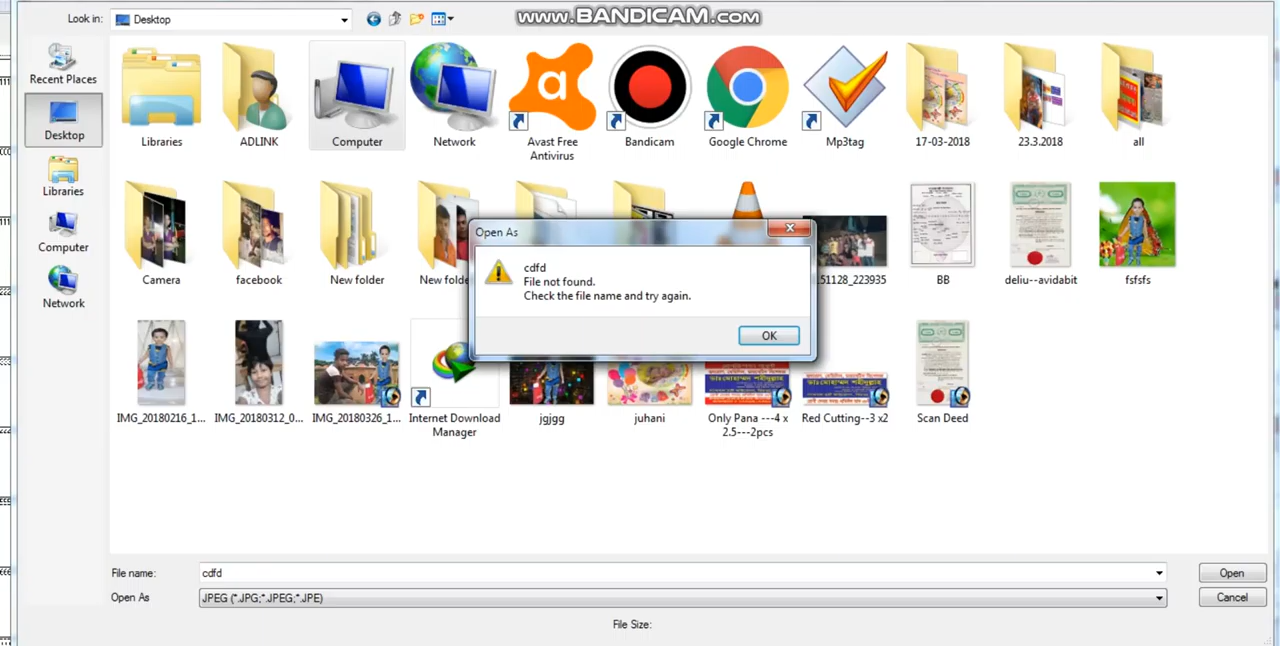 Look in:
Desktop
www.BANDICAM.com
Recent Places
Desktop
Libraries
Computer
Network
Libraries
ADLINK
Computer
Network
Avast Free
Antivirus
Bandicam
Google Chrome
Mp3tag
17-03-2018
23.3.2018
all
Camera
facebook
New folder
New folde
151128_223935
BB
deliu--avidabit
fsfsfs
Open As
cdfd
File not found.
Check the file name and try again.
OK
IMG_20180216_1...
IMG_20180312_0...
IMG_20180326_1...
Internet Download
Manager
jgjgg
juhani
Only Pana ---4 x
2.5---2pcs
Red Cutting--3 x2
Scan Deed
File name:
cdfd
Open
Open As
JPEG (*.JPG;*.JPEG;*.JPE)
Cancel
File Size: